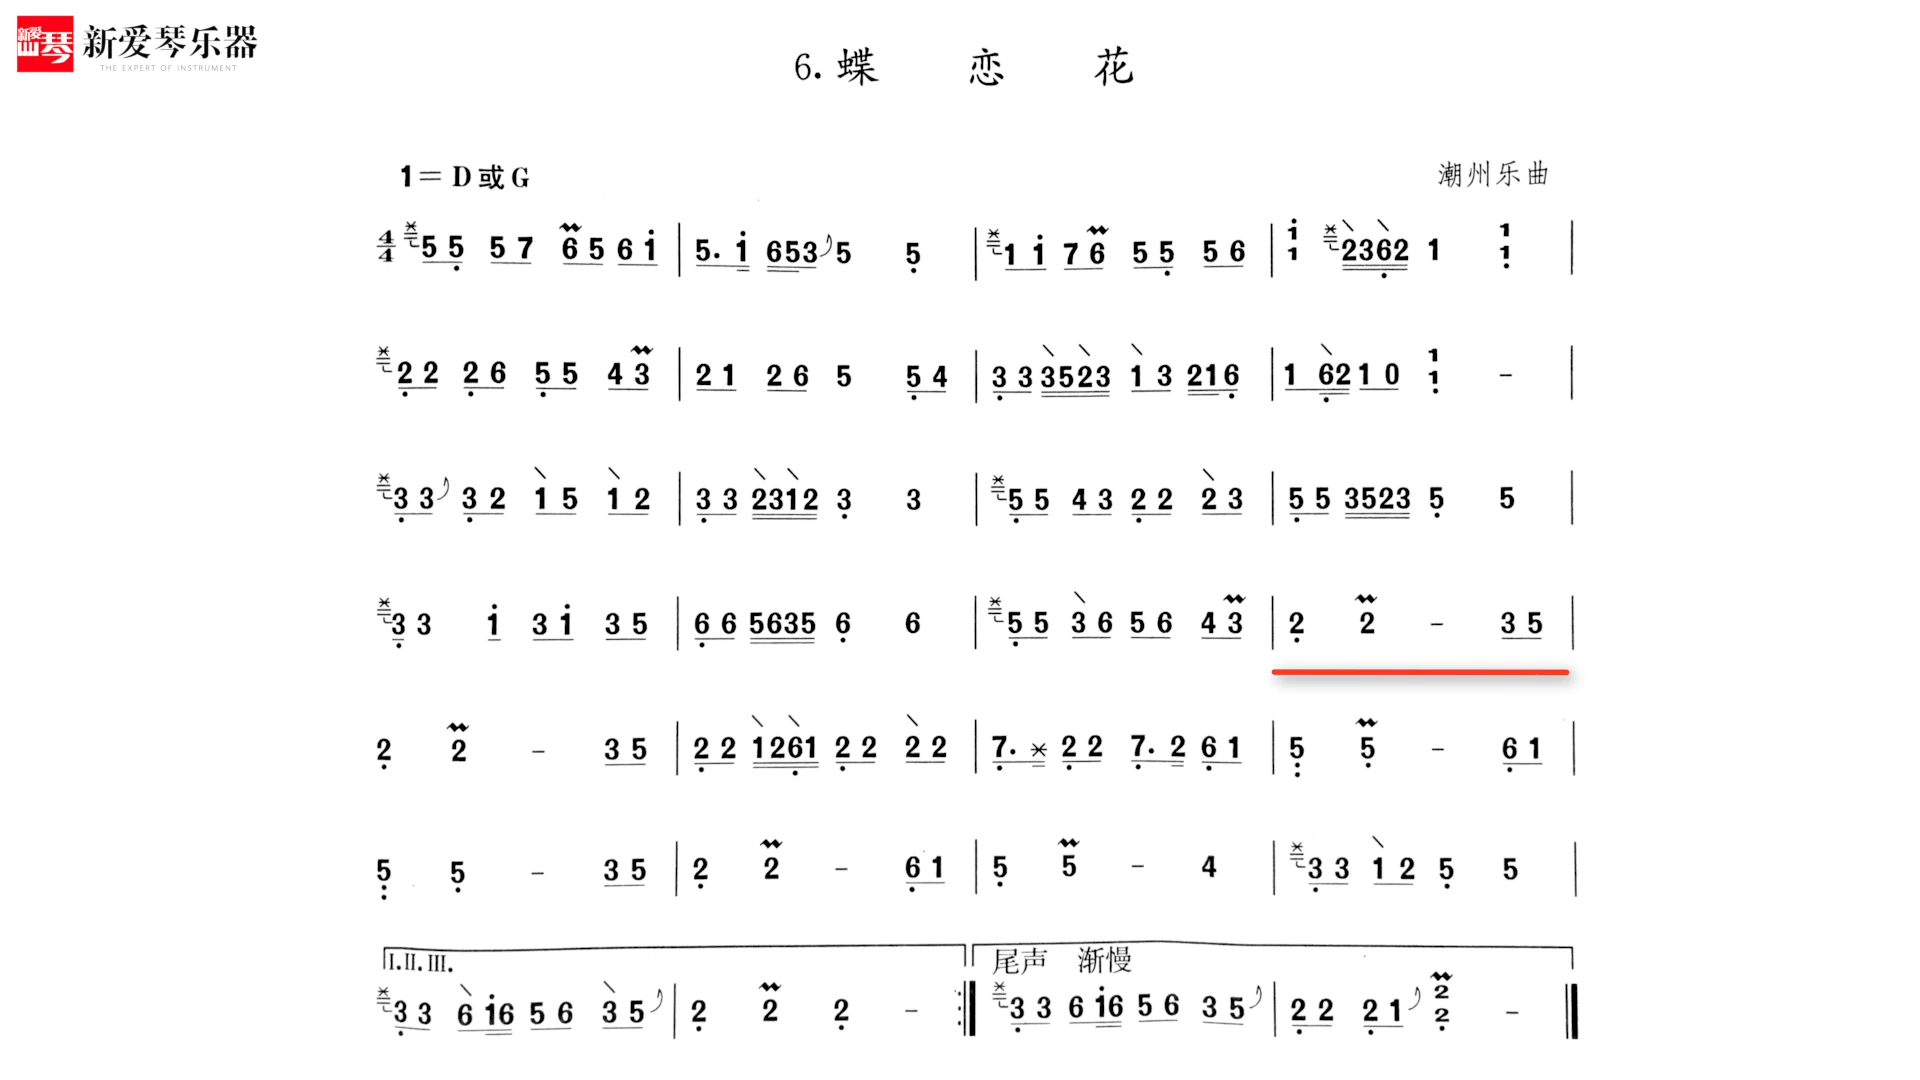 新爱琴
新爱琴乐器
THE EXPERT OF INSTRUMENT
6.蝶 恋 花
1= D或G
潮州乐曲
4/4 5 5 5 7 6 5 6 1 | 5. 1 653 5 5 | 1 1 7 6 5 5 5 6 | 1 1 2362 1 1 1 |
2 2 2 6 5 5 4 3 | 2 1 2 6 5 5 4 | 3 3 3523 1 3 216 | 1 62 1 0 1 1 – |
3 3 3 2 1 5 1 2 | 3 3 2312 3 3 | 5 5 4 3 2 2 2 3 | 5 5 3523 5 5 |
3 3 1 3 1 3 5 | 6 6 5635 6 6 | 5 5 3 6 5 6 4 3 | 2 2 – 3 5 |
2 2 – 3 5 | 2 2 1261 2 2 2 2 | 7. × 2 2 7. 2 6 1 | 5 5 – 6 1 |
5 5 – 3 5 | 2 2 – 6 1 | 5 5 – 4 | 3 3 1 2 5 5 |
I.II.III.
尾声 渐慢
3 3 6 16 5 6 3 5 | 2 2 2 – :| 3 3 6 16 5 6 3 5 | 2 2 2 1 2 2 – |